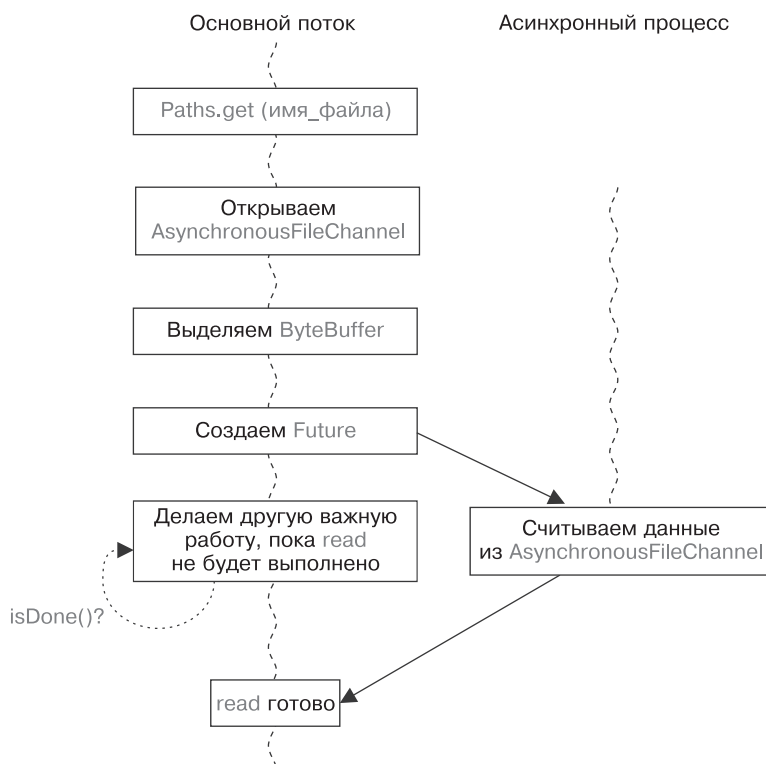 Основной поток
Асинхронный процесс
Paths.get (имя_файла)
Открываем
AsynchronousFileChannel
Выделяем ByteBuffer
Создаем Future
Делаем другую важную
работу, пока read
не будет выполнено
Считываем данные
из AsynchronousFileChannel
isDone()?
read готово